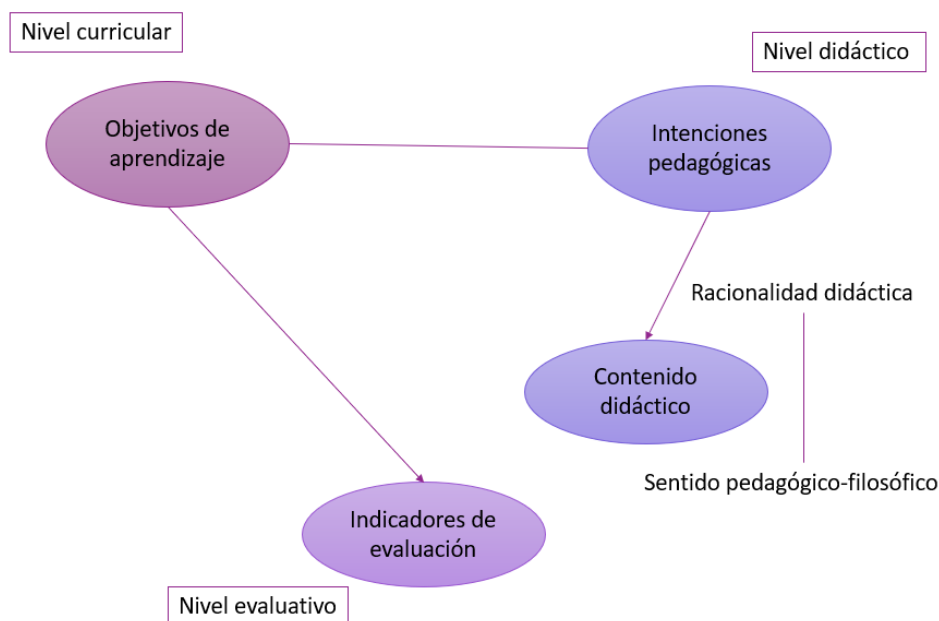 Nivel curricular
Nivel didáctico
Objetivos de
aprendizaje
Intenciones
pedagógicas
Racionalidad didáctica
Contenido
didáctico
Sentido pedagógico-filosófico
Indicadores de
evaluación
Nivel evaluativo